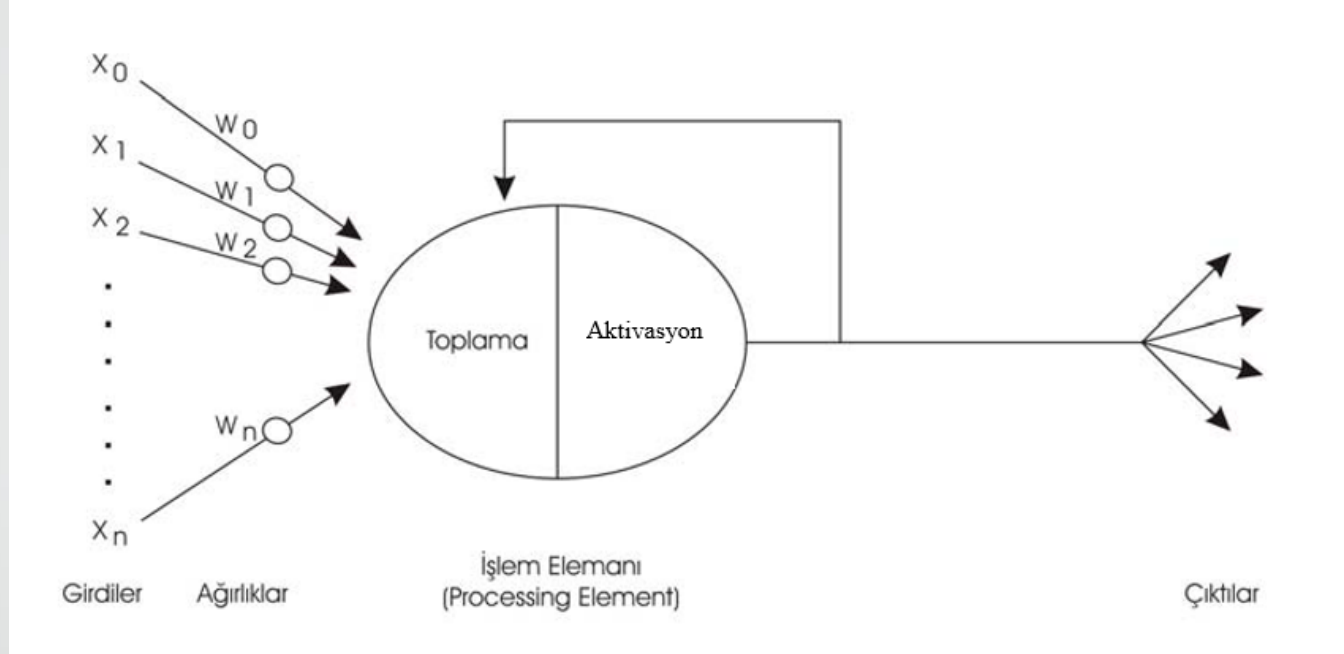 X0
W0
X1
W1
X2
W2
Toplama
Aktivasyon
Wn
Xn
İşlem Elemanı
(Processing Element)
Girdiler
Ağırlıklar
Çıktılar